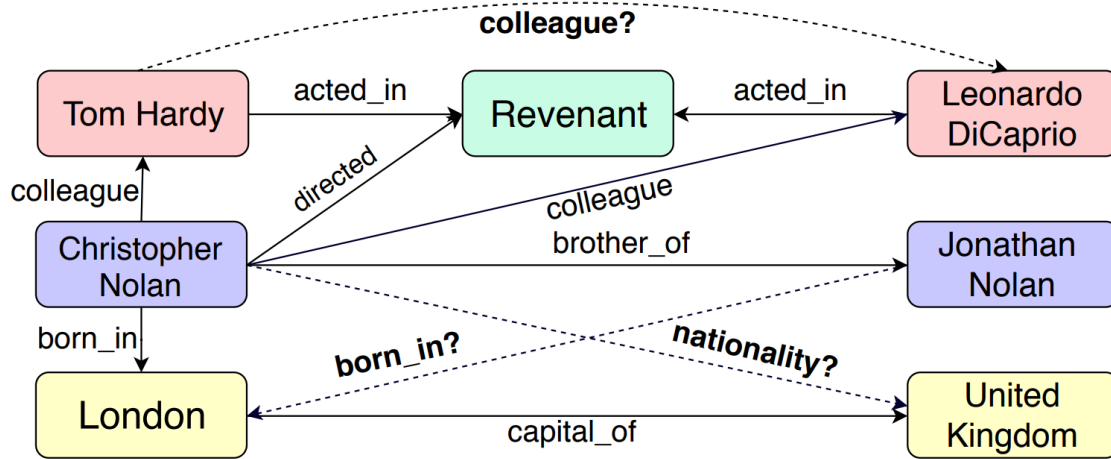 colleague?
Tom Hardy
acted_in
Revenant
acted_in
Leonardo
DiCaprio
colleague
directed
colleague
Christopher
Nolan
brother_of
Jonathan
Nolan
born_in
born_in?
nationality?
London
capital_of
United
Kingdom